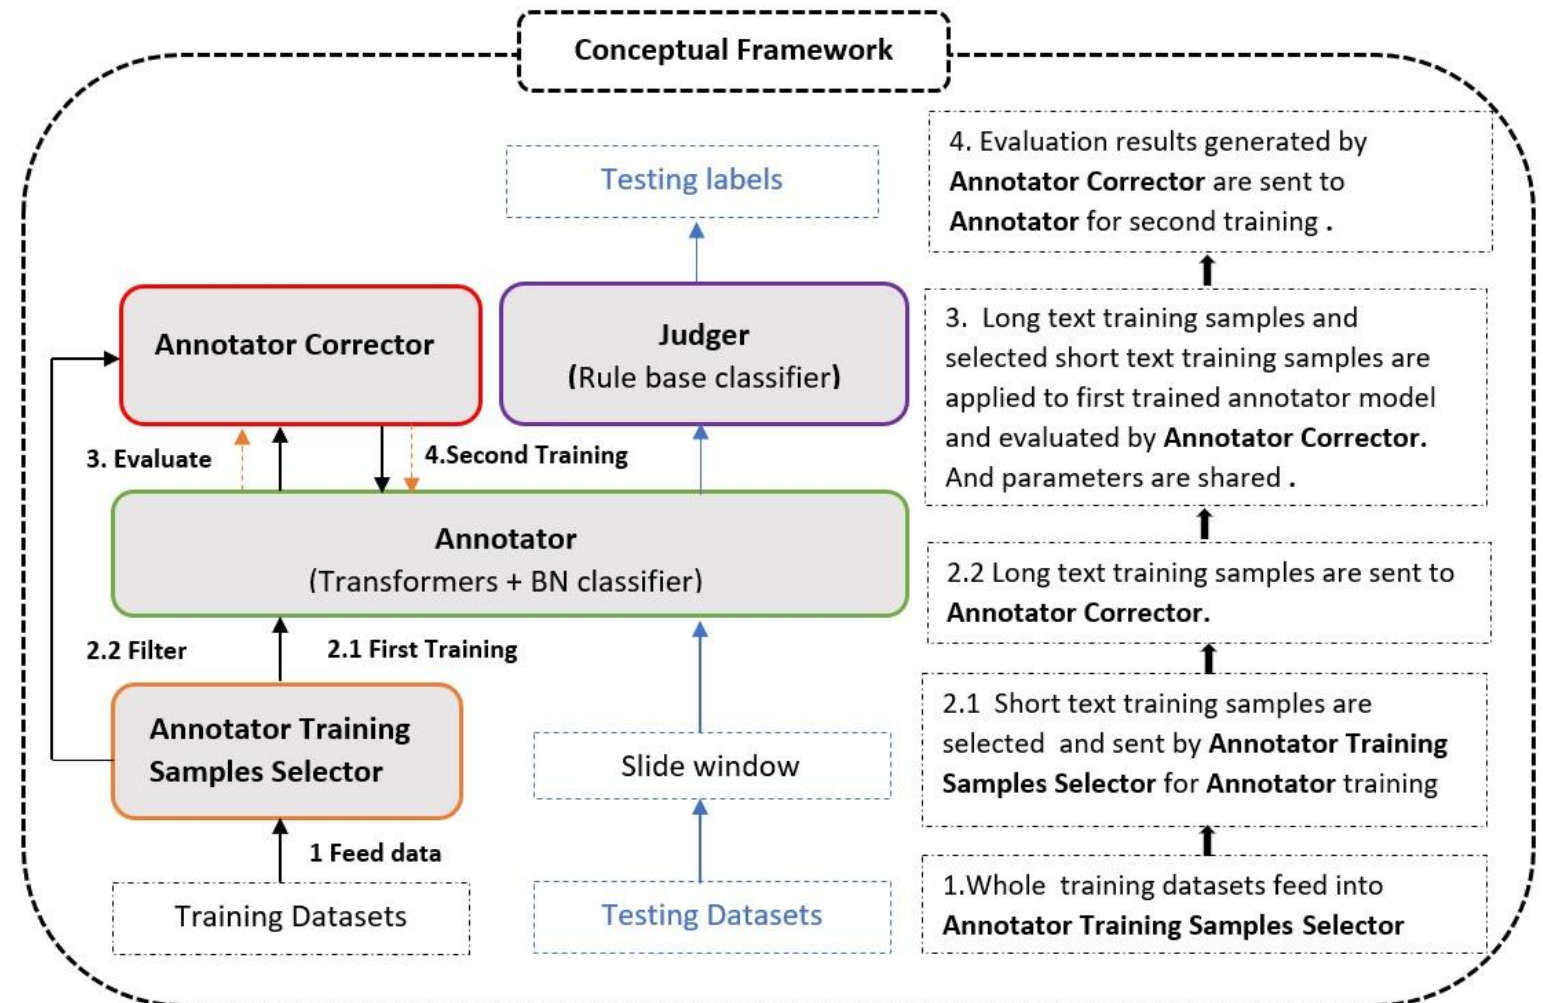 Conceptual Framework
Testing labels
Annotator Corrector
Judger
(Rule base classifier)
3. Evaluate
4.Second Training
Annotator
(Transformers + BN classifier)
2.2 Filter
2.1 First Training
Annotator Training
Samples Selector
Slide window
1 Feed data
Training Datasets
Testing Datasets
4. Evaluation results generated by
Annotator Corrector are sent to
Annotator for second training .
3.  Long text training samples and
selected short text training samples are
applied to first trained annotator model
and evaluated by Annotator Corrector.
And parameters are shared .
2.2 Long text training samples are sent to
Annotator Corrector.
2.1  Short text training samples are
selected  and sent by Annotator Training
Samples Selector for Annotator training
1.Whole  training datasets feed into
Annotator Training Samples Selector